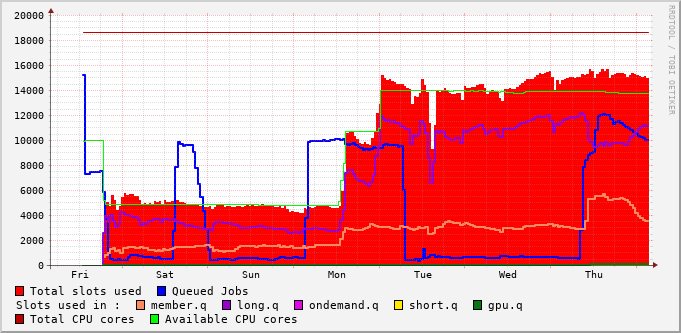 20000
18000
16000
14000
12000
10000
8000
6000
4000
2000
0
Fri Sat Sun Mon Tue Wed Thu
RRDTOOL / TOBI OETIKER
Total slots used Queued Jobs
Slots used in : member.q long.q ondemand.q short.q gpu.q
Total CPU cores Available CPU cores